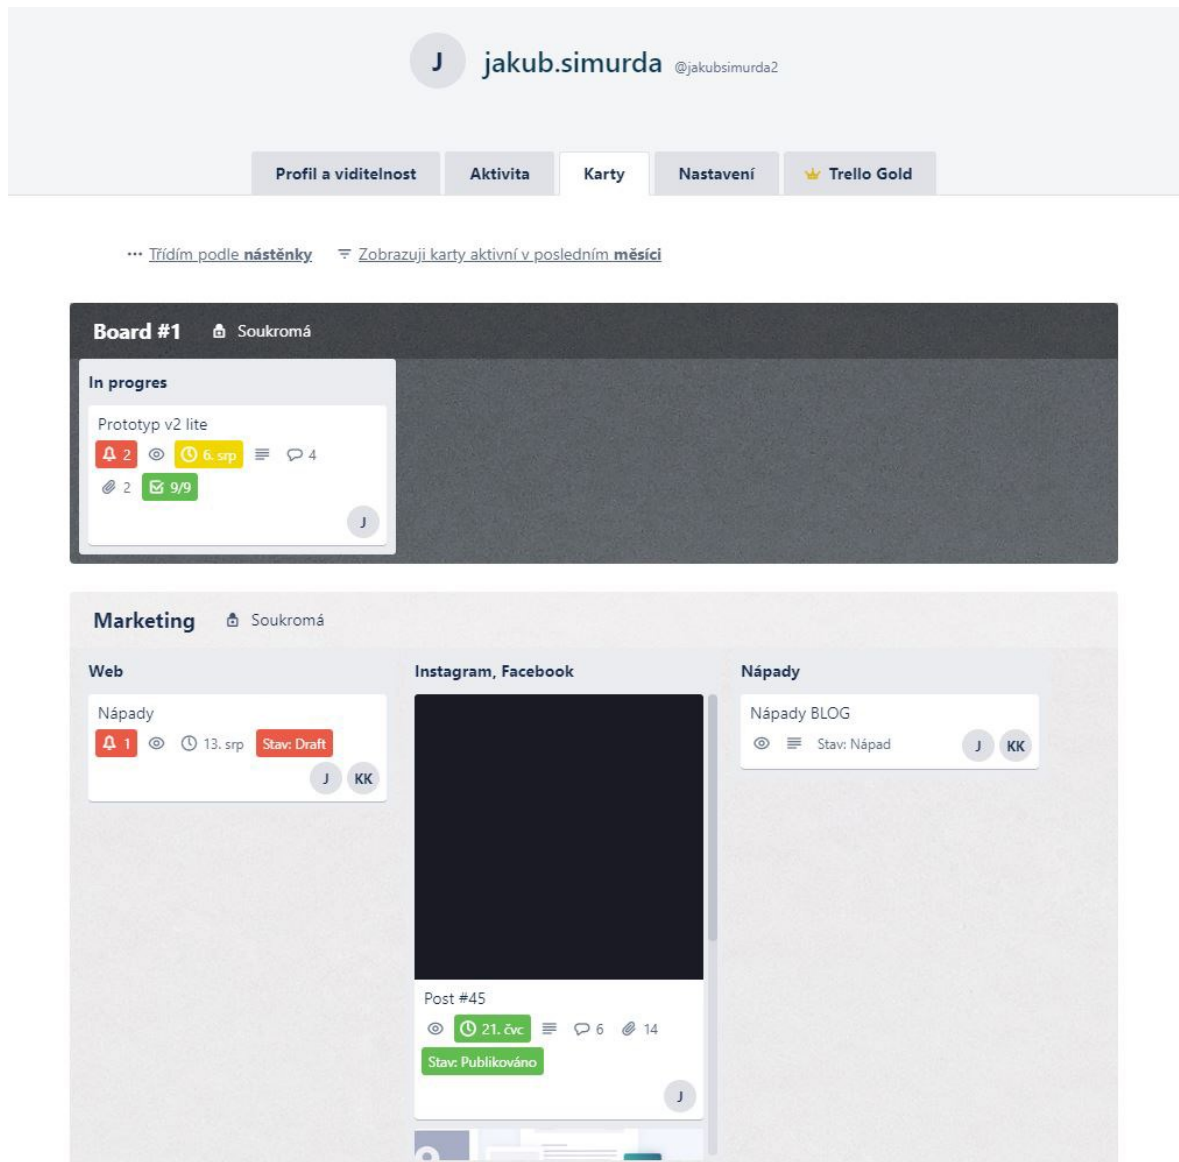 J jakub.simurda @jakubsimurda2
Profil a viditelnost Aktivita Karty Nastavení Trello Gold
Třídím podle nástěnky Zobrazuji karty aktivní v posledním měsíci
Board #1 Soukromá
In progres
Prototyp v2 lite
2 6. srp 4
2 9/9
J
Marketing Soukromá
Web
Nápady
1 13. srp Stav: Draft
J KK
Instagram, Facebook
Post #45
21. čvc 6 14
Stav: Publikováno
J
Nápady
Nápady BLOG
Stav: Nápad J KK